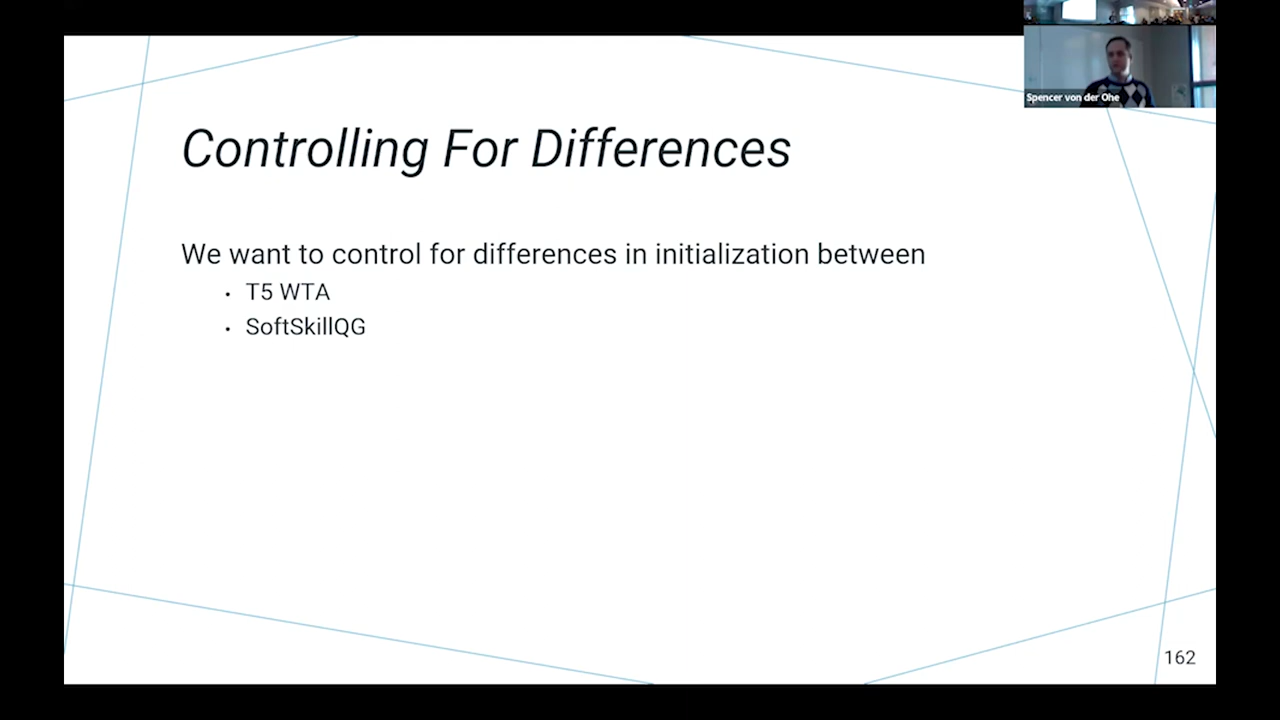 Spencer von der Ohe
Controlling For Differences
We want to control for differences in initialization between
• T5 WTA
• SoftSkillQG
162